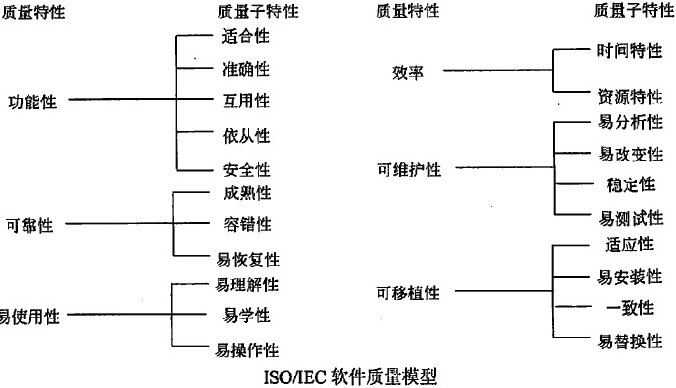 质量特性
质量子特性
功能性
适合性
准确性
互用性
依从性
安全性
可靠性
成熟性
容错性
易恢复性
易使用性
易理解性
易学性
易操作性
质量特性
质量子特性
效率
时间特性
资源特性
可维护性
易分析性
易改变性
稳定性
易测试性
可移植性
适应性
易安装性
一致性
易替换性
ISO/IEC 软件质量模型